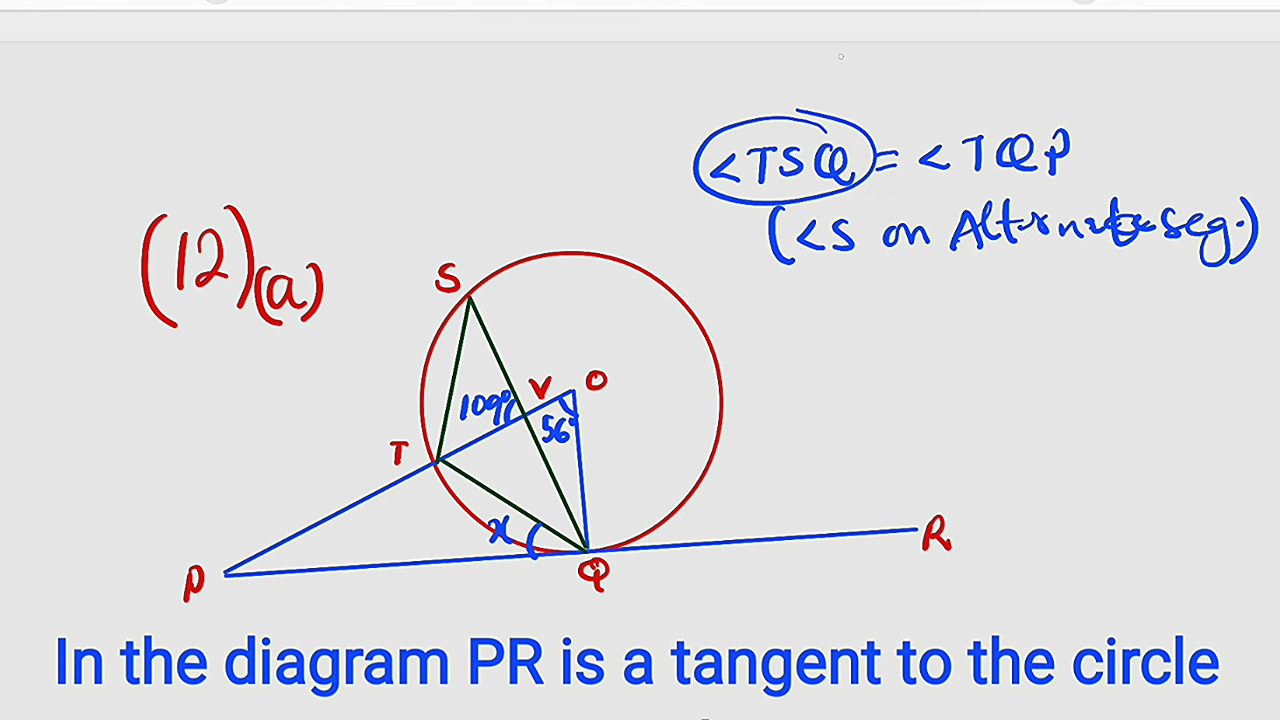 <TSQ = <TQP
(<S on Alternate seg.)
(12)(a)
S
V O
109°
56°
T
x
R
P
Q
In the diagram PR is a tangent to the circle